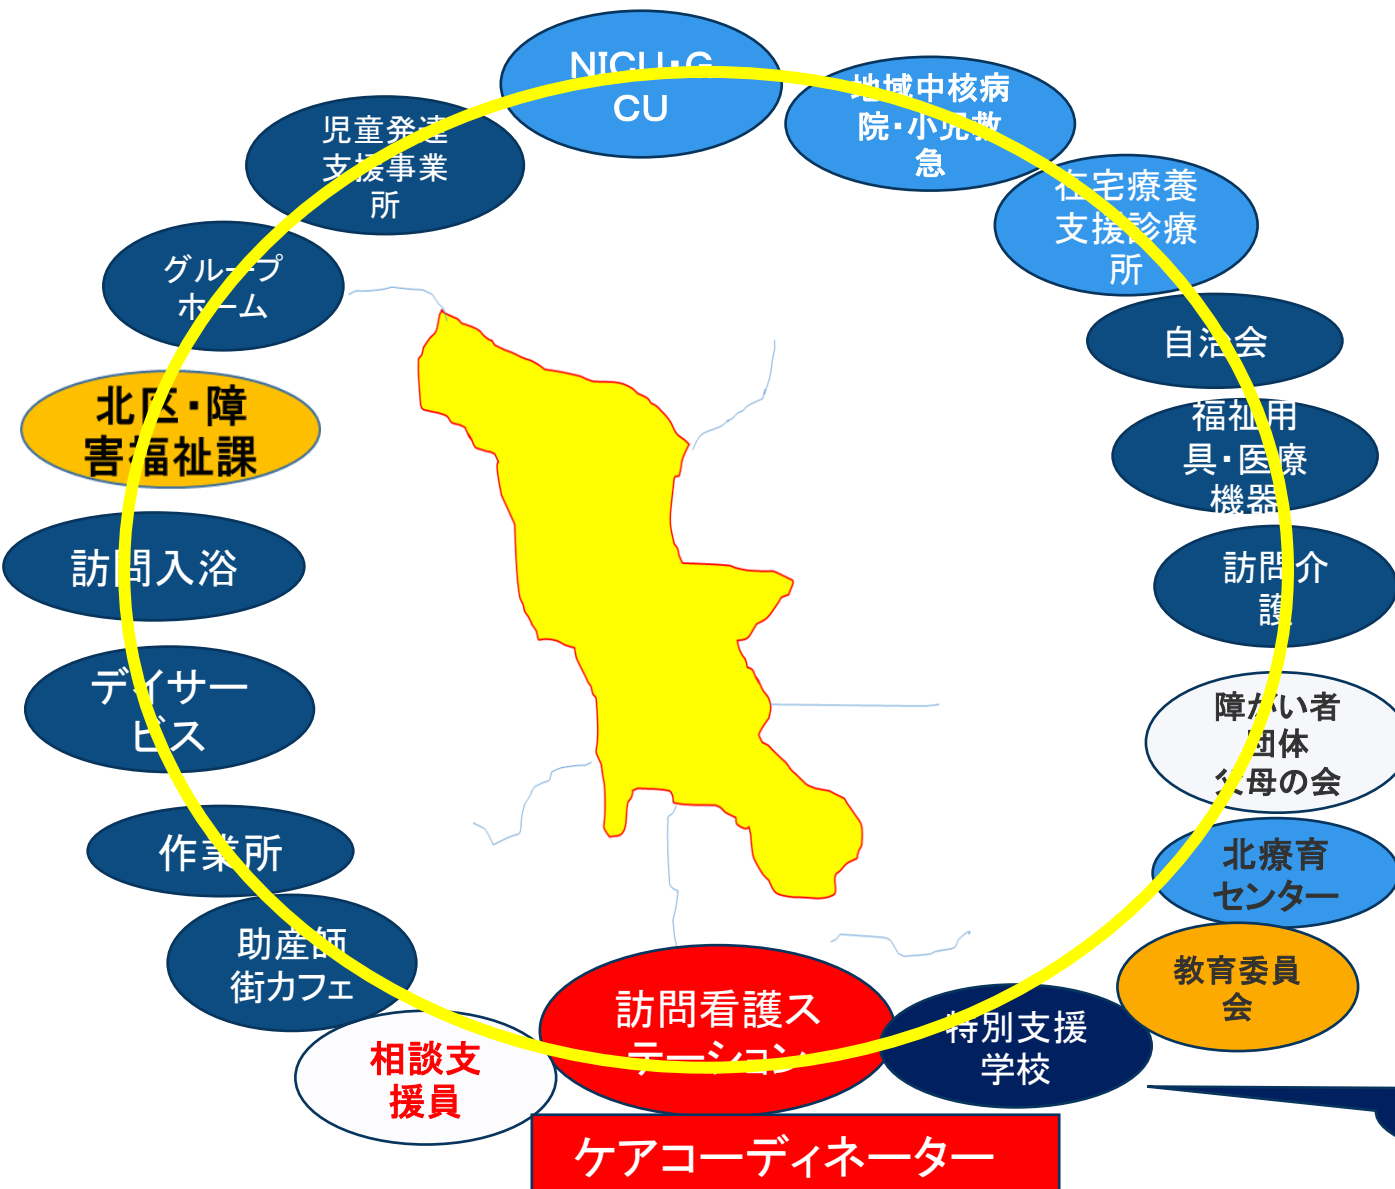 NICU・G
CU
地域中核病
院・小児救
急
在宅療養
支援診療
所
自治会
福祉用
具・医療
機器
訪問介
護
障がい者
団体
父母の会
北療育
センター
教育委員
会
特別支援
学校
訪問看護ス
テーション
ケアコーディネーター
相談支
援員
助産師
街カフェ
作業所
デイサー
ビス
訪問入浴
北区・障
害福祉課
グループ
ホーム
児童発達
支援事業
所